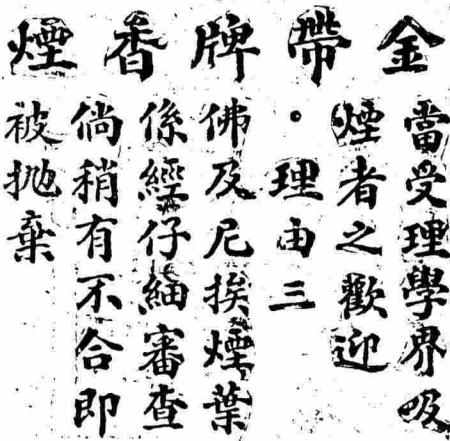 金帶牌香煙
當受理學界吸
煙者之歡迎
。理由三
佛及尼挨煙葉
係經仔細審查
倘稍有不合即
被拋棄